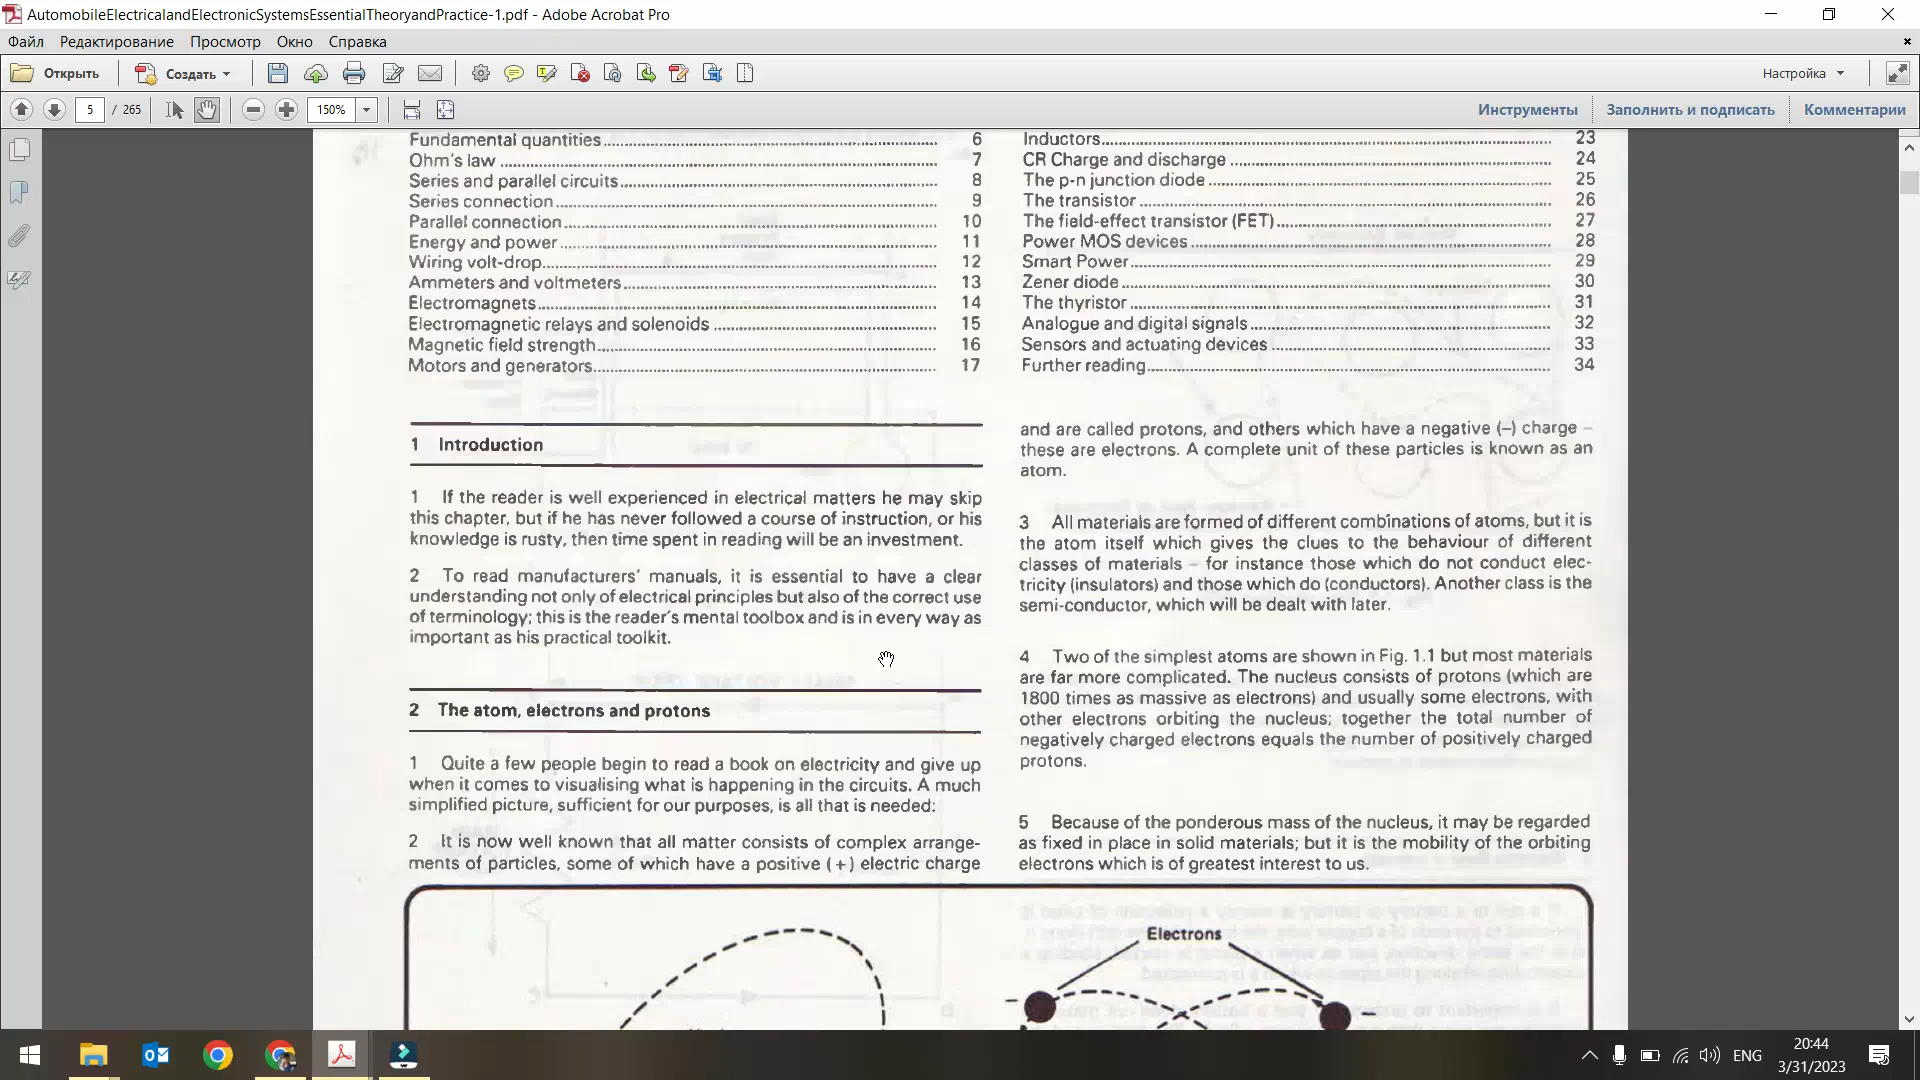 AutomobileElectricalandElectronicSystemsEssentialTheoryandPractice-1.pdf - Adobe Acrobat Pro
Файл Редактирование Просмотр Окно Справка
Открыть Создать Настройка
5 / 265 150% Инструменты Заполнить и подписать Комментарии
Fundamental quantities 6
Ohm's law 7
Series and parallel circuits 8
Series connection 9
Parallel connection 10
Energy and power 11
Wiring volt-drop 12
Ammeters and voltmeters 13
Electromagnets 14
Electromagnetic relays and solenoids 15
Magnetic field strength 16
Motors and generators 17
Inductors 23
CR Charge and discharge 24
The p-n junction diode 25
The transistor 26
The field-effect transistor (FET) 27
Power MOS devices 28
Smart Power 29
Zener diode 30
The thyristor 31
Analogue and digital signals 32
Sensors and actuating devices 33
Further reading 34
1 Introduction
1 If the reader is well experienced in electrical matters he may skip
this chapter, but if he has never followed a course of instruction, or his
knowledge is rusty, then time spent in reading will be an investment.
2 To read manufacturers' manuals, it is essential to have a clear
understanding not only of electrical principles but also of the correct use
of terminology; this is the reader's mental toolbox and is in every way as
important as his practical toolkit.
2 The atom, electrons and protons
1 Quite a few people begin to read a book on electricity and give up
when it comes to visualising what is happening in the circuits. A much
simplified picture, sufficient for our purposes, is all that is needed:
2 It is now well known that all matter consists of complex arrange-
ments of particles, some of which have a positive (+) electric charge
and are called protons, and others which have a negative (–) charge –
these are electrons. A complete unit of these particles is known as an
atom.
3 All materials are formed of different combinations of atoms, but it is
the atom itself which gives the clues to the behaviour of different
classes of materials – for instance those which do not conduct elec-
tricity (insulators) and those which do (conductors). Another class is the
semi-conductor, which will be dealt with later.
4 Two of the simplest atoms are shown in Fig. 1.1 but most materials
are far more complicated. The nucleus consists of protons (which are
1800 times as massive as electrons) and usually some electrons, with
other electrons orbiting the nucleus; together the total number of
negatively charged electrons equals the number of positively charged
protons.
5 Because of the ponderous mass of the nucleus, it may be regarded
as fixed in place in solid materials; but it is the mobility of the orbiting
electrons which is of greatest interest to us.
Electrons
ENG
20:44
3/31/2023